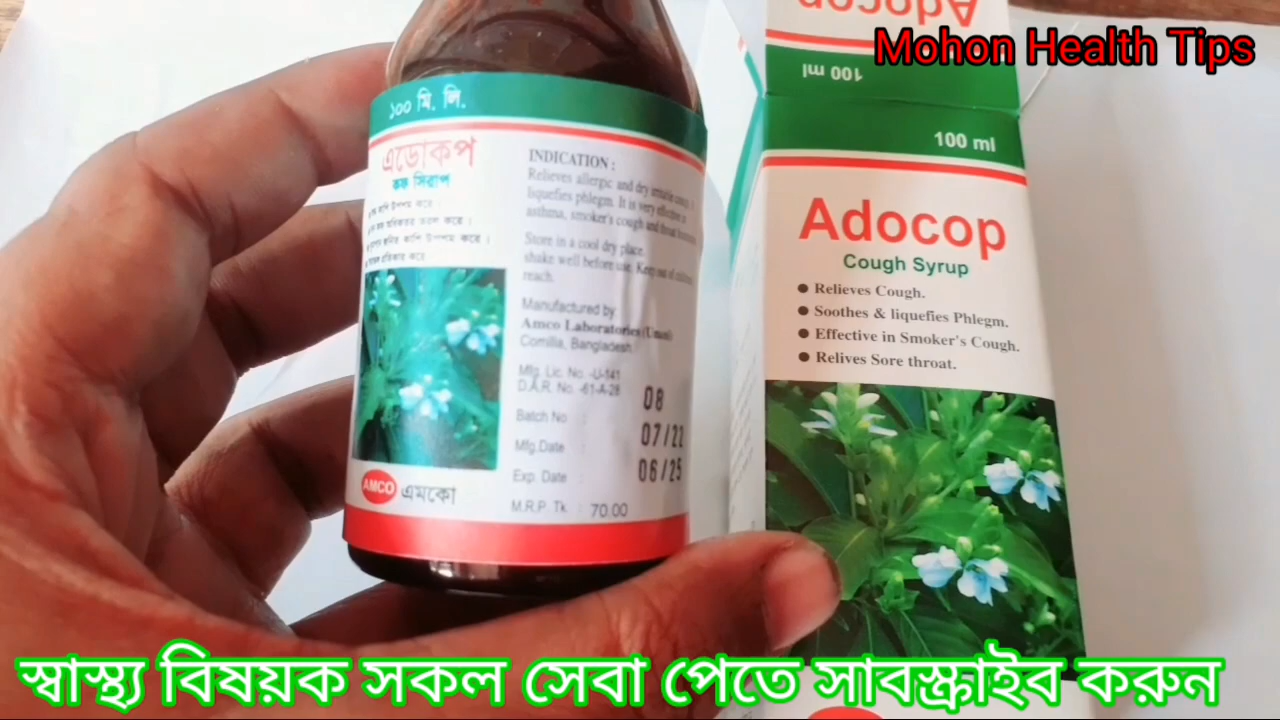 Adocop
100 ml
Mohon Health Tips
১০০ মি. লি.
এডোকপ
কফ সিরাপ
INDICATION :
Relieves allergic and dry
liquefies phlegm. It is very effective in
asthma, smoker's cough and throat
Store in a cool dry place.
shake well before use. Keep out of
reach.
Manufactured by:
Amco Laboratories (Unani)
Comilla, Bangladesh.
Mfg. Lic. No. -U-141
D.A.R. No. -61-A-28
Batch No : 08
Mfg.Date : 07/22
Exp. Date : 06/25
M.R.P Tk. : 70.00
AMCO এমকো
100 ml
Adocop
Cough Syrup
● Relieves Cough.
● Soothes & liquefies Phlegm.
● Effective in Smoker's Cough.
● Relives Sore throat.
স্বাস্থ্য বিষয়ক সকল সেবা পেতে সাবস্ক্রাইব করুন